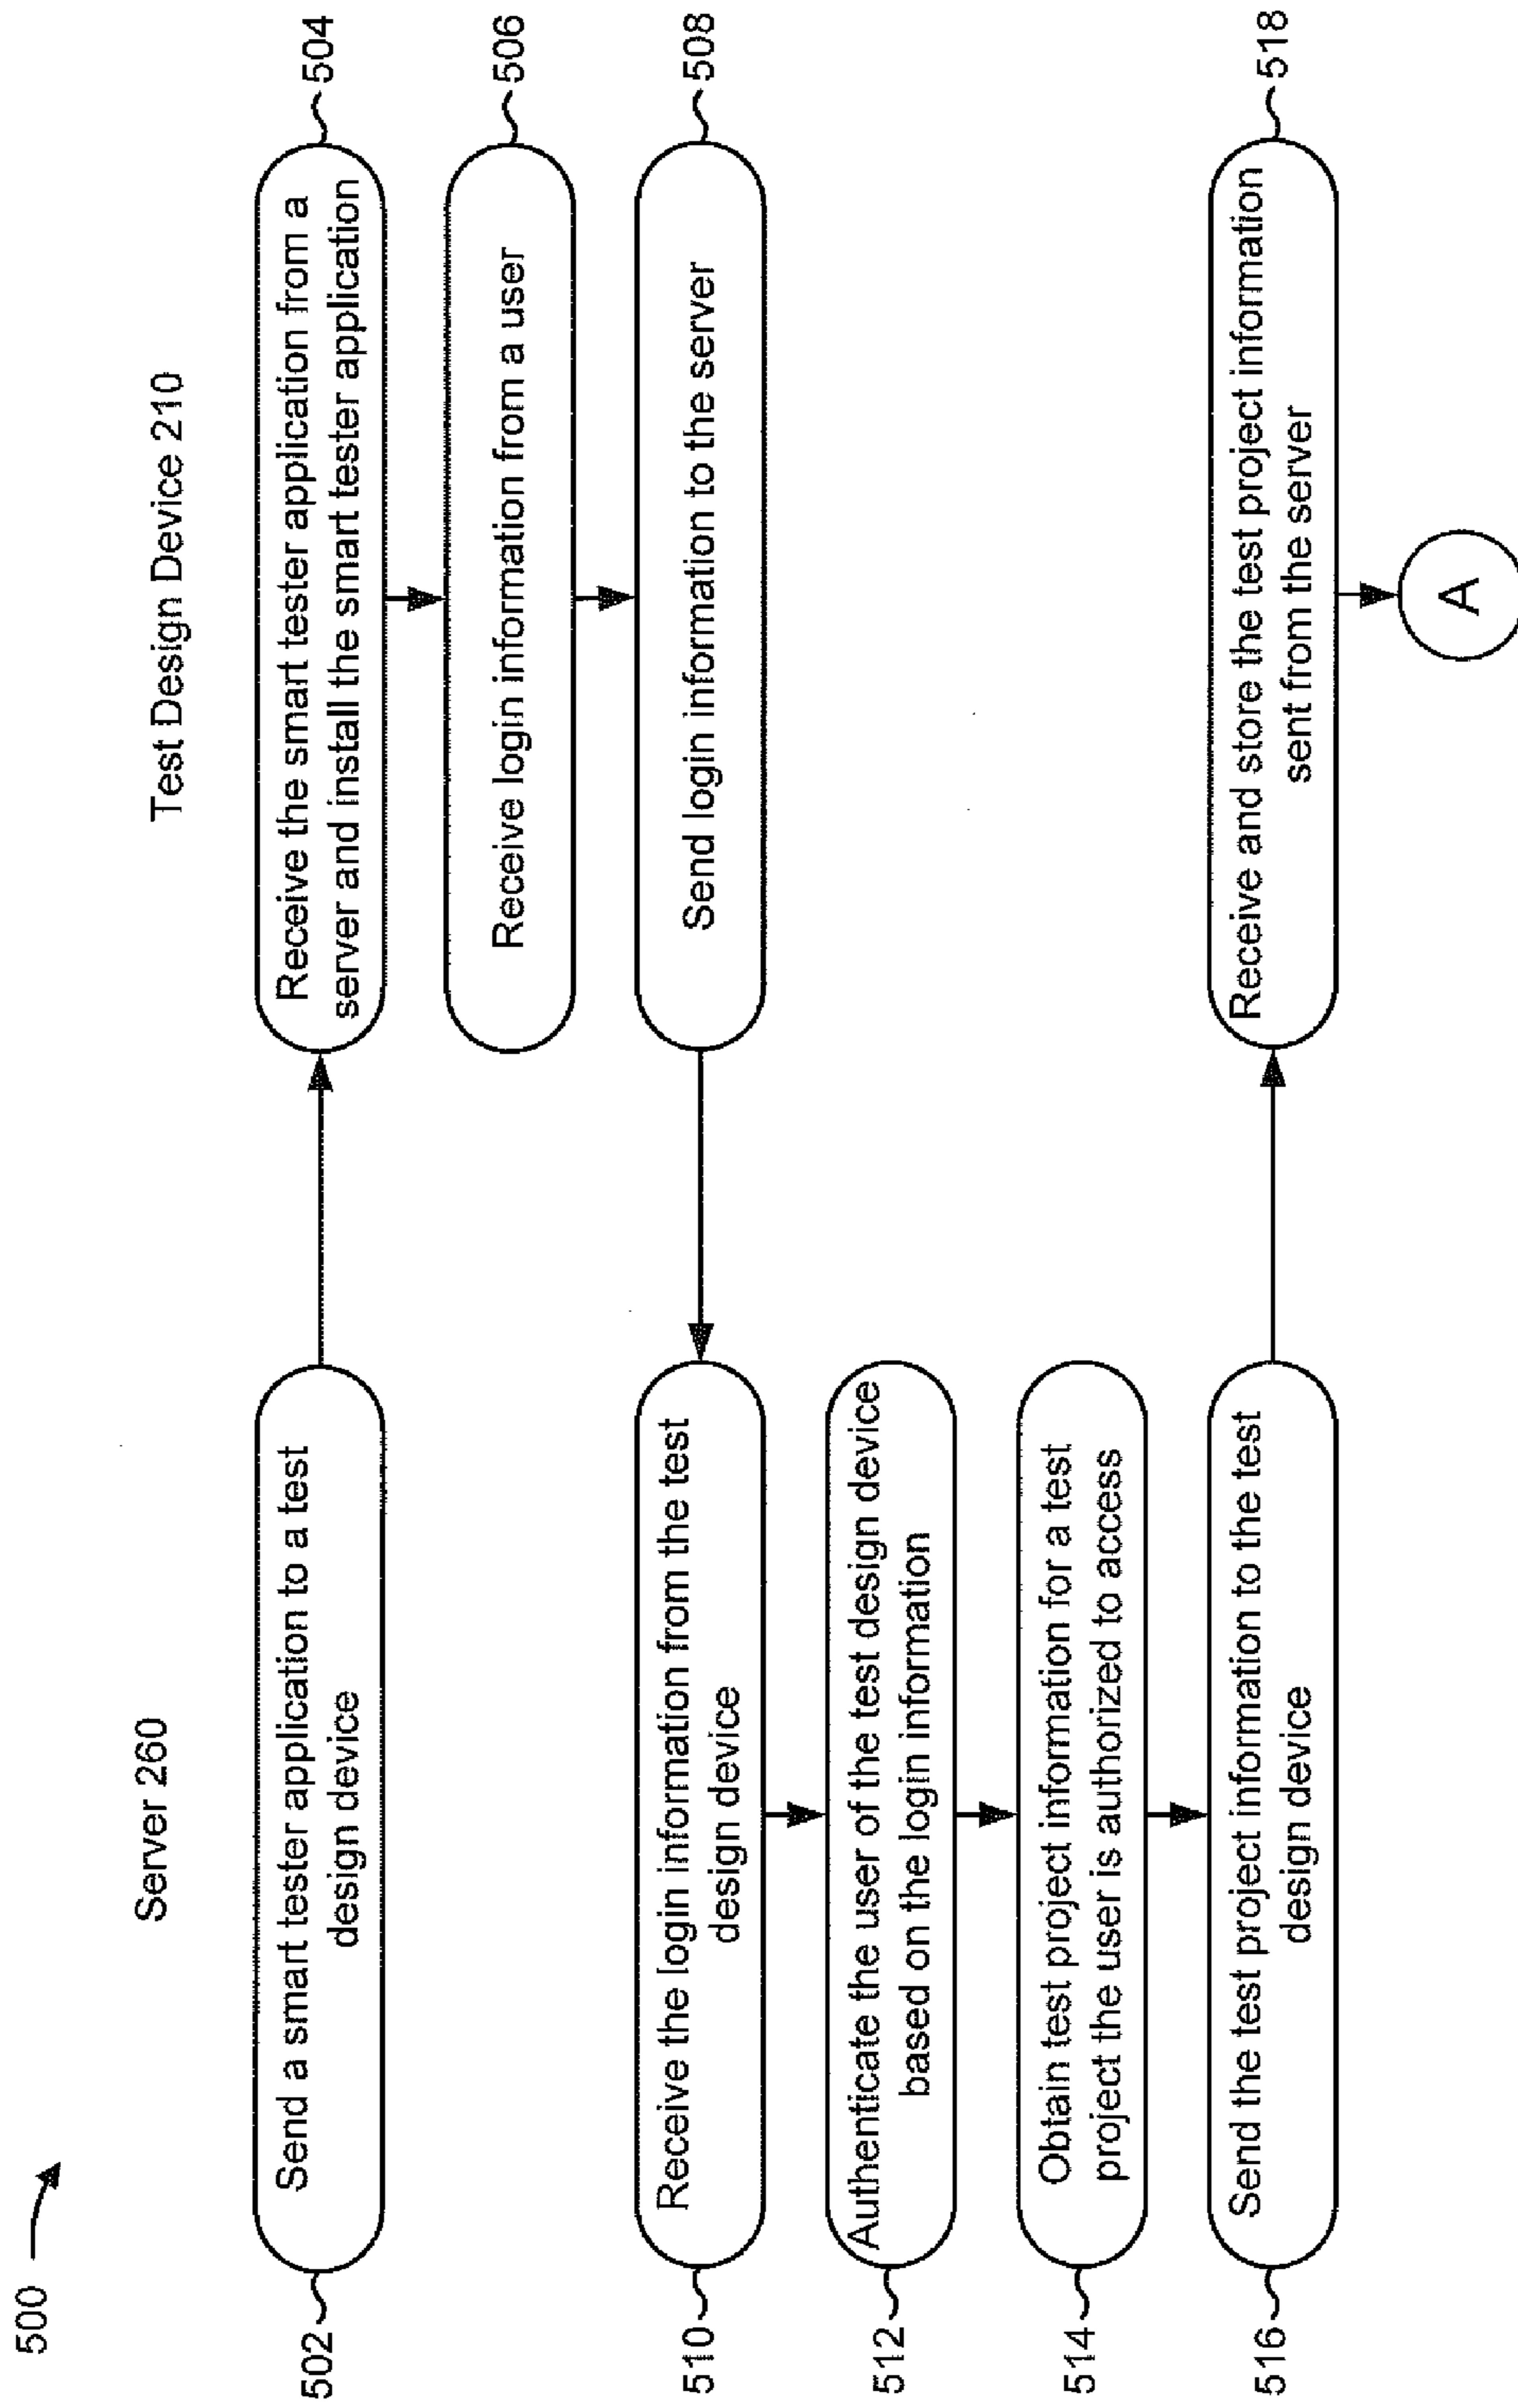 500
Server 260
Test Design Device 210
502
Send a smart tester application to a test
design device
Receive the smart tester application from a
server and install the smart tester application
504
Receive login information from a user
506
Send login information to the server
508
510
Receive the login information from the test
design device
512
Authenticate the user of the test design device
based on the login information
514
Obtain test project information for a test
project the user is authorized to access
516
Send the test project information to the test
design device
Receive and store the test project information
sent from the server
518
A